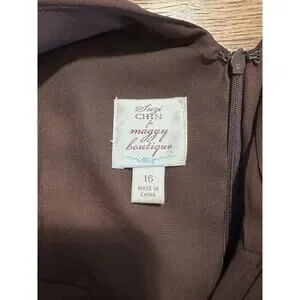 Suzi
CHIN
for
maggy
boutique
16
MADE IN
CHINA